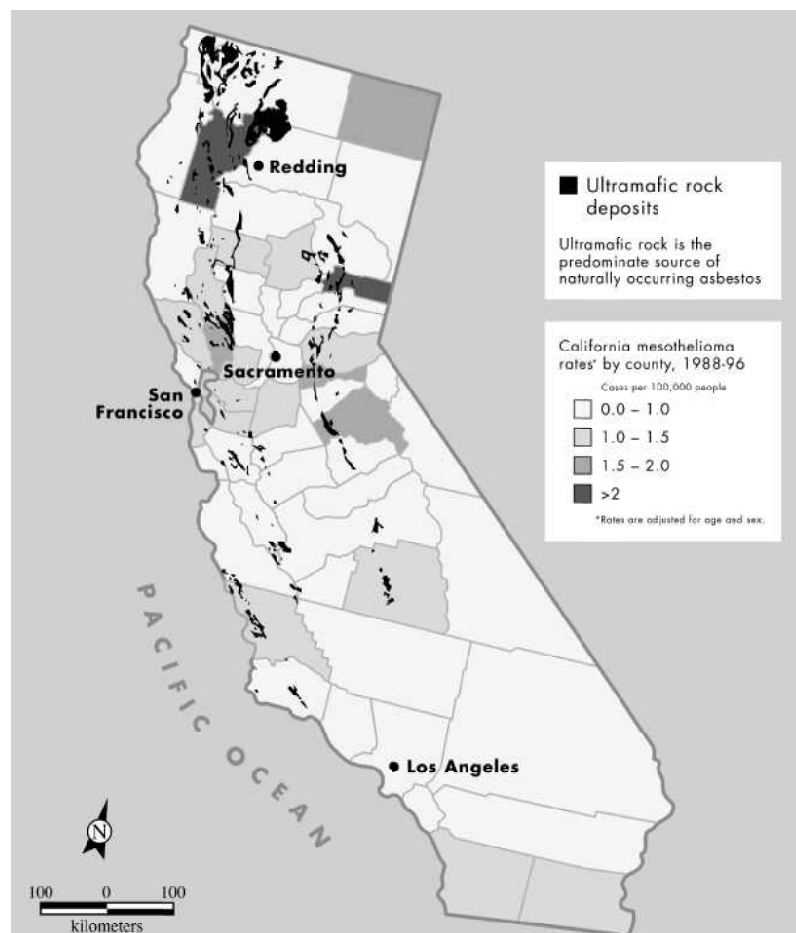 Redding
Sacramento
San
Francisco
Los Angeles
PACIFIC OCEAN
N
100 0 100
kilometers
Ultramafic rock
deposits
Ultramafic rock is the
predominate source of
naturally occurring asbestos
California mesothelioma
rates* by county, 1988-96
Cases per 100,000 people
0.0 – 1.0
1.0 – 1.5
1.5 – 2.0
>2
*Rates are adjusted for age and sex.